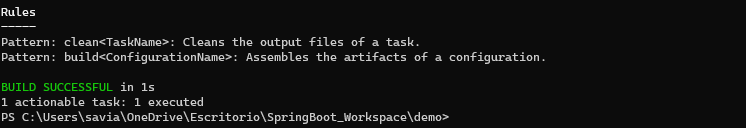 Rules
-----
Pattern: clean<TaskName>: Cleans the output files of a task.
Pattern: build<ConfigurationName>: Assembles the artifacts of a configuration.
BUILD SUCCESSFUL in 1s
1 actionable task: 1 executed
PS C:\Users\savia\OneDrive\Escritorio\SpringBoot_Workspace\demo>